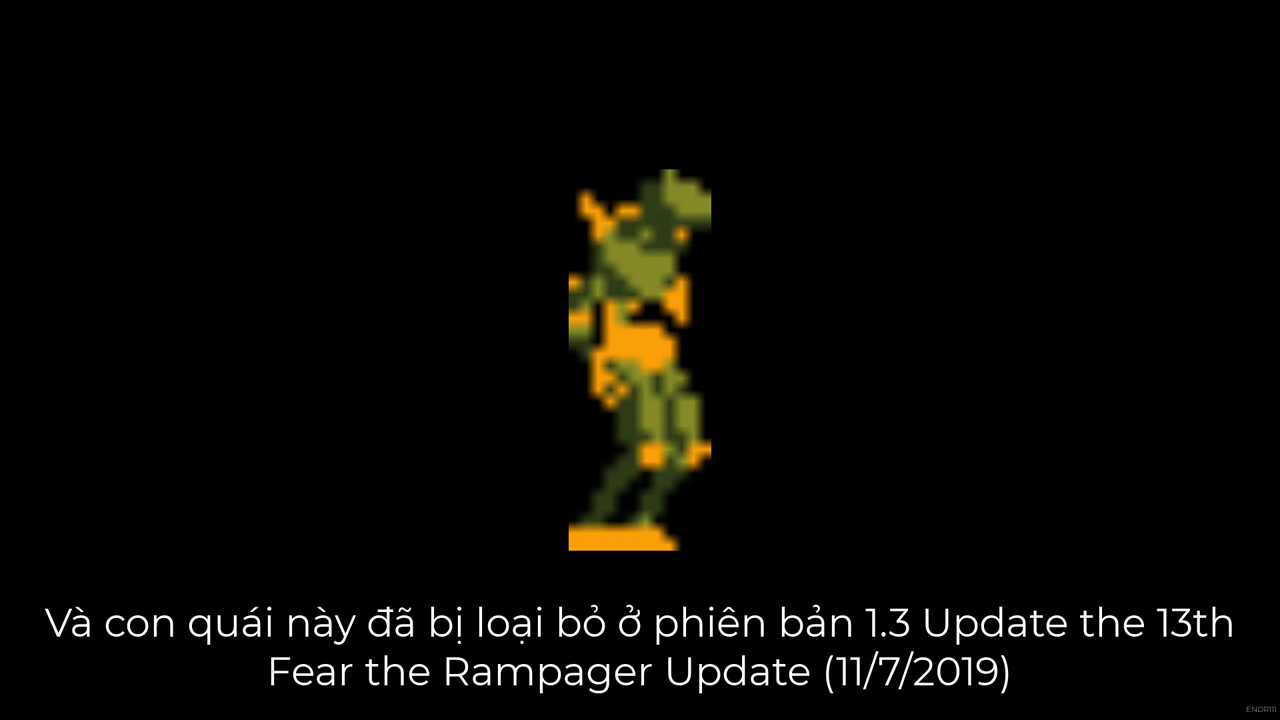 Và con quái này đã bị loại bỏ ở phiên bản 1.3 Update the 13th
Fear the Rampager Update (11/7/2019)
ENDR111